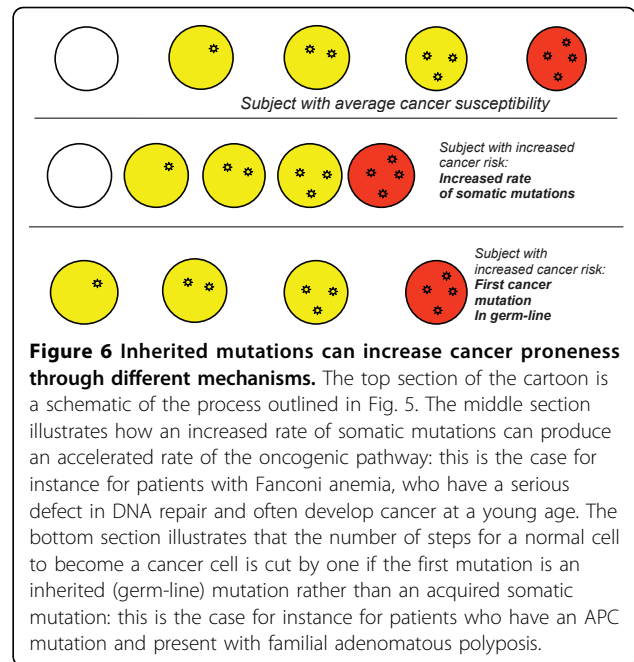 Subject with average cancer susceptibility
Subject with increased
cancer risk:
Increased rate
of somatic mutations
Subject with
increased cancer risk:
First cancer
mutation
In germ-line
Figure 6 Inherited mutations can increase cancer proneness
through different mechanisms. The top section of the cartoon is
a schematic of the process outlined in Fig. 5. The middle section
illustrates how an increased rate of somatic mutations can produce
an accelerated rate of the oncogenic pathway: this is the case for
instance for patients with Fanconi anemia, who have a serious
defect in DNA repair and often develop cancer at a young age. The
bottom section illustrates that the number of steps for a normal cell
to become a cancer cell is cut by one if the first mutation is an
inherited (germ-line) mutation rather than an acquired somatic
mutation: this is the case for instance for patients who have an APC
mutation and present with familial adenomatous polyposis.